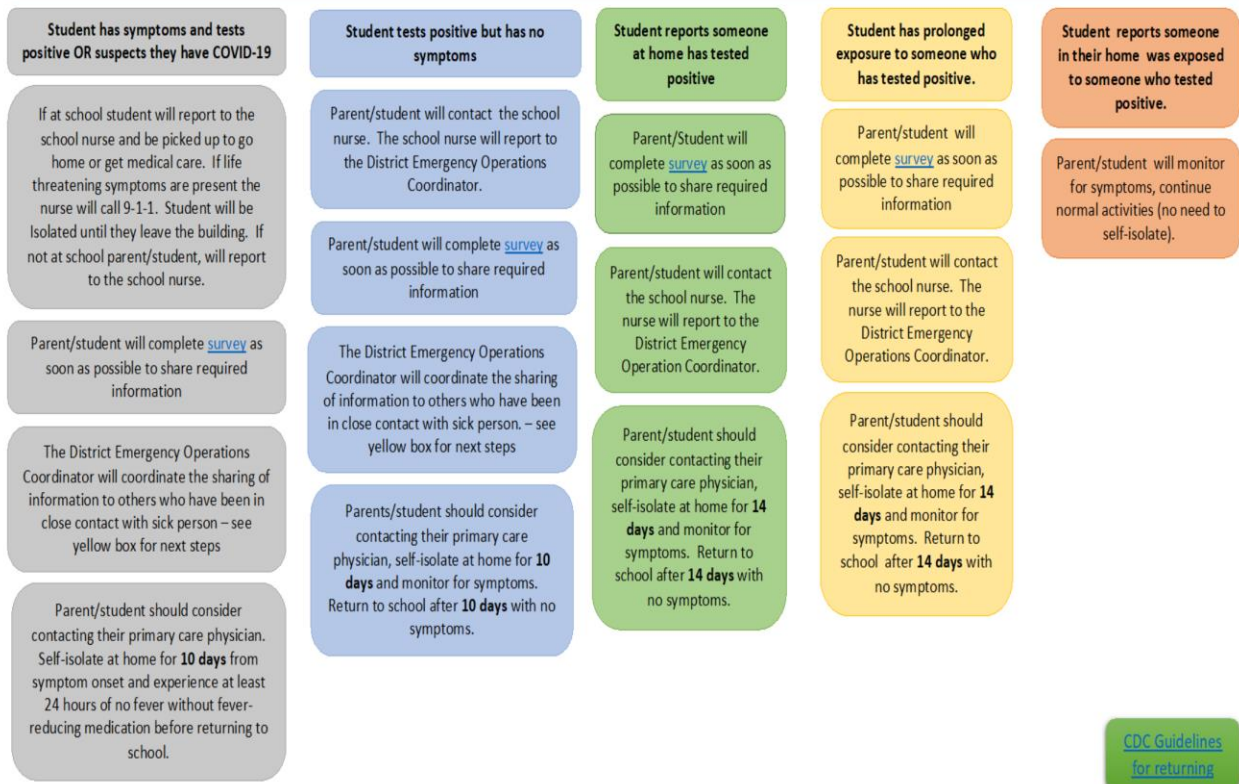 Student has symptoms and tests
positive OR suspects they have COVID-19
If at school student will report to the
school nurse and be picked up to go
home or get medical care. If life
threatening symptoms are present the
nurse will call 9-1-1. Student will be
Isolated until they leave the building. If
not at school parent/student, will report
to the school nurse.
Parent/student will complete survey as
soon as possible to share required
information
The District Emergency Operations
Coordinator will coordinate the sharing of
information to others who have been in
close contact with sick person – see
yellow box for next steps
Parent/student should consider
contacting their primary care physician.
Self-isolate at home for 10 days from
symptom onset and experience at least
24 hours of no fever without fever-
reducing medication before returning to
school.
Student tests positive but has no
symptoms
Parent/student will contact the school
nurse. The school nurse will report to
the District Emergency Operations
Coordinator.
Parent/student will complete survey as
soon as possible to share required
information
The District Emergency Operations
Coordinator will coordinate the sharing
of information to others who have been
in close contact with sick person. – see
yellow box for next steps
Parents/student should consider
contacting their primary care
physician, self-isolate at home for 10
days and monitor for symptoms.
Return to school after 10 days with no
symptoms.
Student reports someone
at home has tested
positive
Parent/Student will
complete survey as soon as
possible to share required
information
Parent/student will contact
the school nurse. The
nurse will report to the
District Emergency
Operation Coordinator.
Parent/student should
consider contacting their
primary care physician,
self-isolate at home for 14
days and monitor for
symptoms. Return to
school after 14 days with
no symptoms.
Student has prolonged
exposure to someone who
has tested positive.
Parent/student will
complete survey as soon as
possible to share required
information
Parent/student will contact
the school nurse. The
nurse will report to the
District Emergency
Operations Coordinator.
Parent/student should
consider contacting their
primary care physician,
self-isolate at home for 14
days and monitor for
symptoms. Return to
school after 14 days with
no symptoms.
Student reports someone
in their home was exposed
to someone who tested
positive.
Parent/student will monitor
for symptoms, continue
normal activities (no need to
self-isolate).
CDC Guidelines
for returning